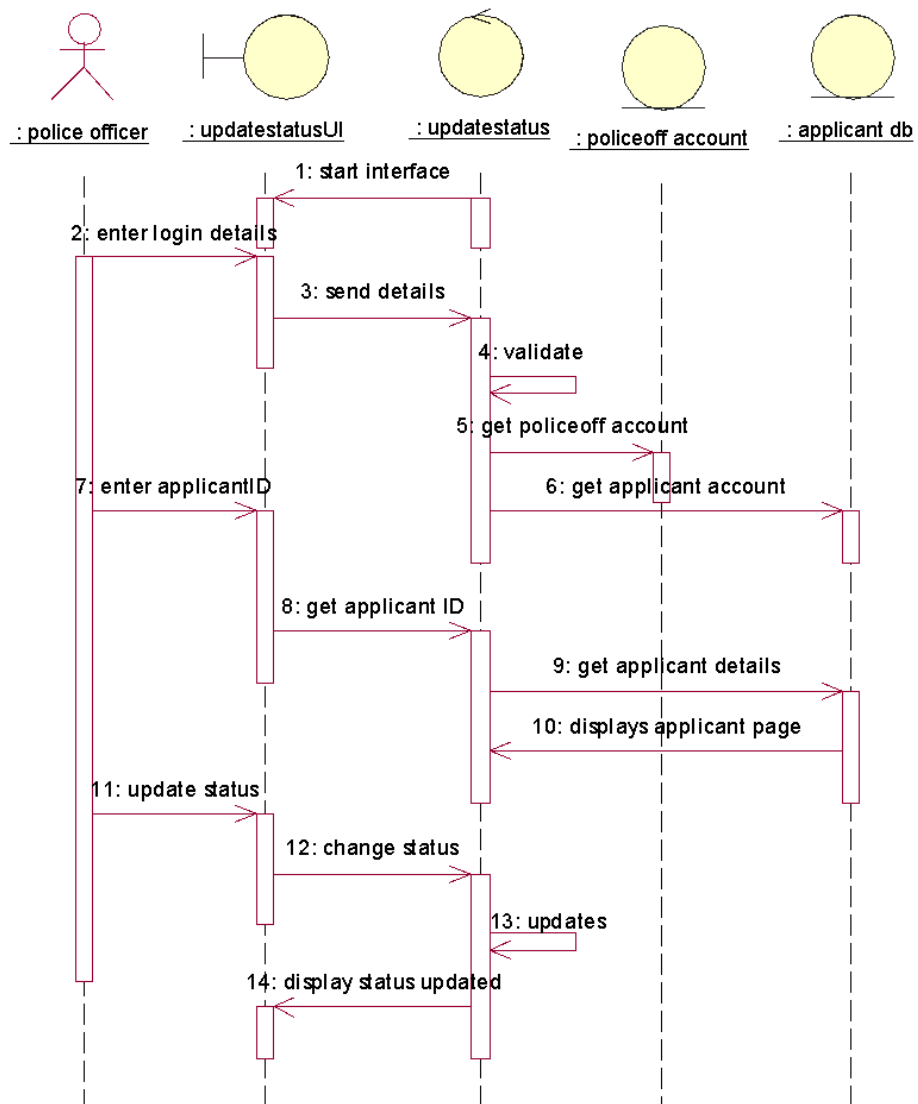 : police officer
: updatestatusUI
: updatestatus
: policeoff account
: applicant db
1: start interface
2: enter login details
3: send details
4: validate
5: get policeoff account
7: enter applicantID
6: get applicant account
8: get applicant ID
9: get applicant details
10: displays applicant page
11: update status
12: change status
13: updates
14: display status updated